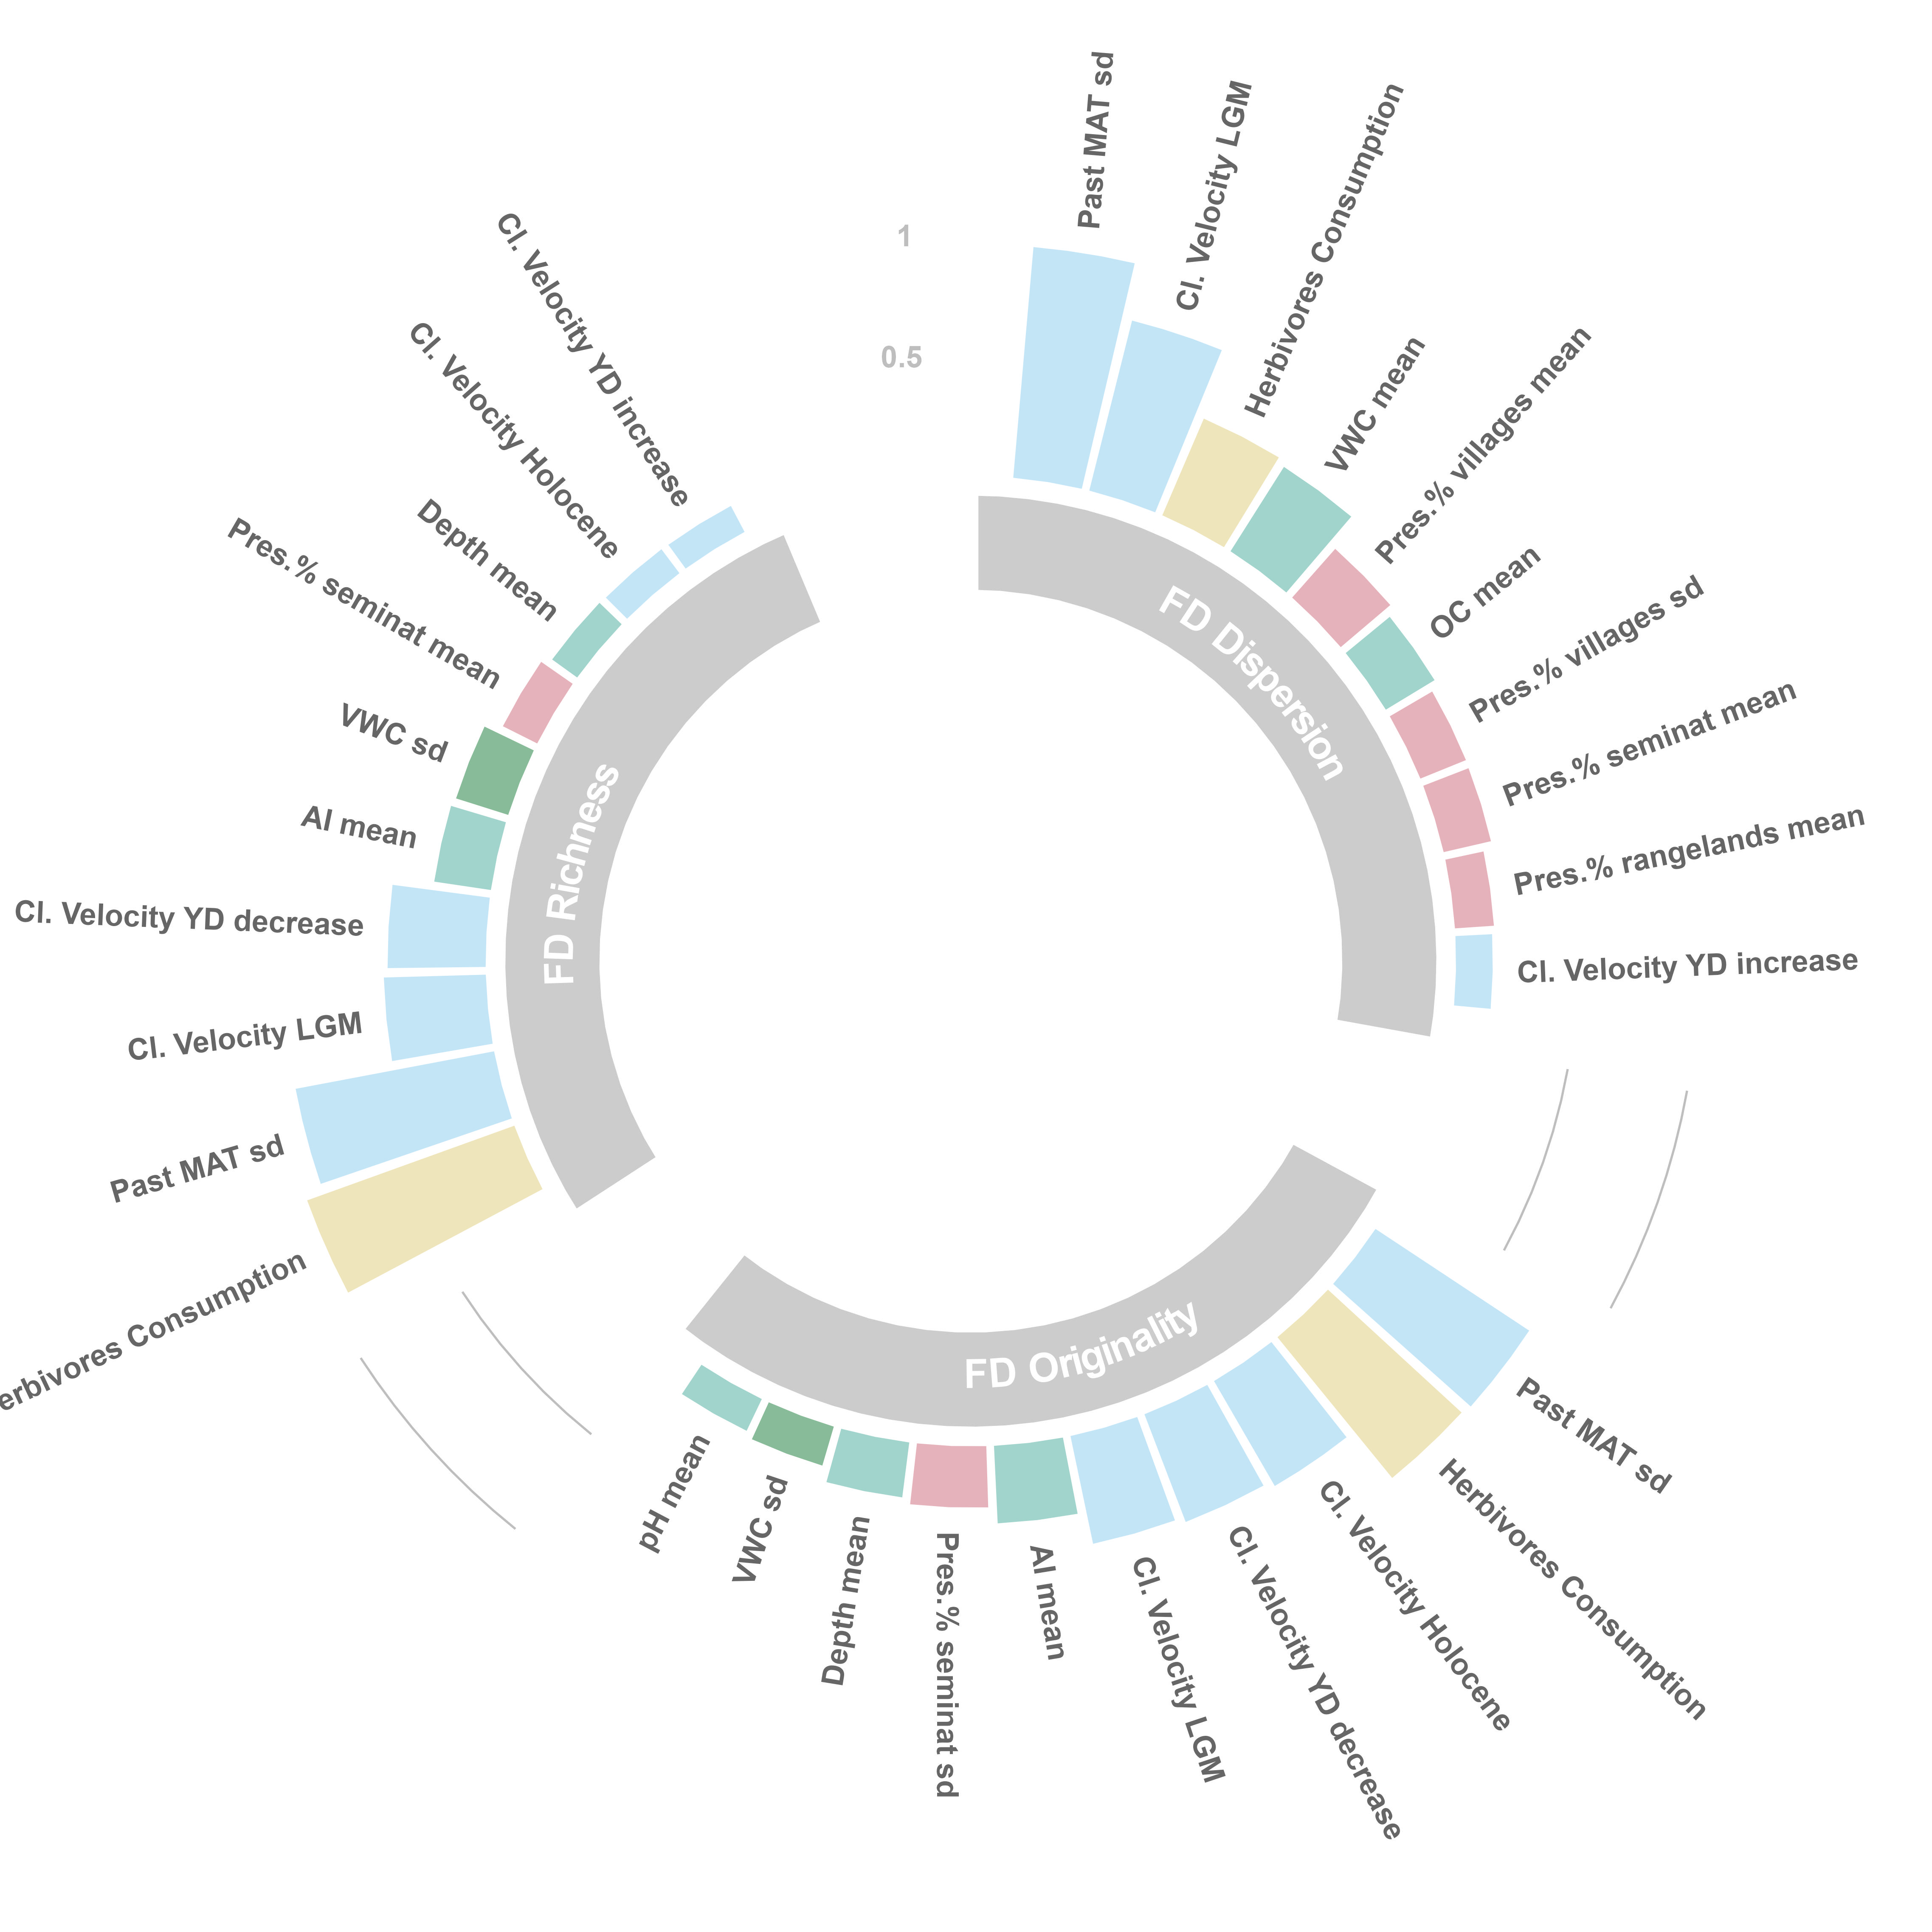 1
0.5
Past MAT sd
Cl. Velocity LGM
Herbivores Consumption
VWC mean
Pres.% villages mean
OC mean
Pres.% villages sd
Pres.% seminat mean
Pres.% rangelands mean
Cl. Velocity YD increase
FD Dispersion
Past MAT sd
Herbivores Consumption
Cl. Velocity Holocene
Cl. Velocity YD decrease
Cl. Velocity LGM
AI mean
Pres.% seminat sd
Depth mean
VWC sd
pH mean
FD Originality
erbivores Consumption
Past MAT sd
Cl. Velocity LGM
Cl. Velocity YD decrease
AI mean
VWC sd
Pres.% seminat mean
Depth mean
Cl. Velocity Holocene
Cl. Velocity YD increase
FD Richness